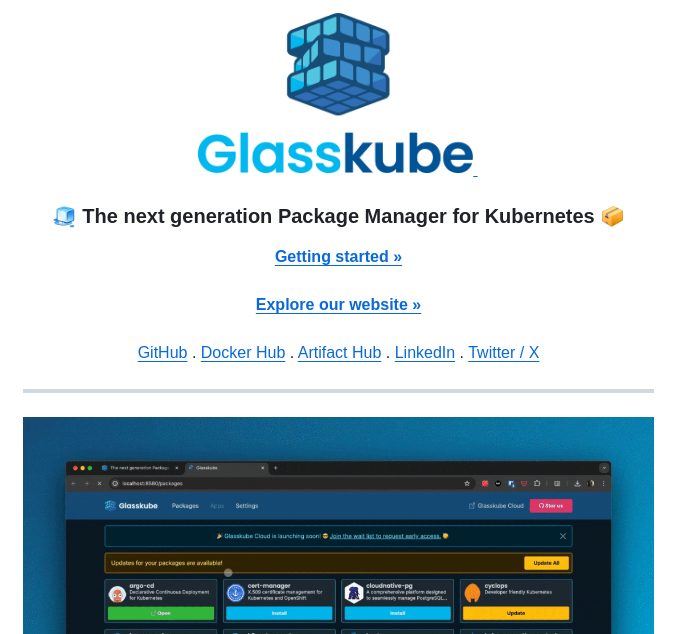 Glasskube
The next generation Package Manager for Kubernetes
Getting started »
Explore our website »
GitHub . Docker Hub . Artifact Hub . LinkedIn . Twitter / X
The next generation Packag
Glasskube
localhost:8580/packages
Glasskube Packages Apps Settings Glasskube Cloud Star us
Glasskube Cloud is launching soon! Join the wait list to request early access.
Updates for your packages are available! Update All
argo-cd
Declarative Continuous Deployment
for Kubernetes
Open
cert-manager
X.509 certificate management for
Kubernetes and OpenShift
Install
cloudnative-pg
A comprehensive platform designed
to seamlessly manage PostgreSQL...
Install
cyclops
Developer friendly Kubernetes
Update